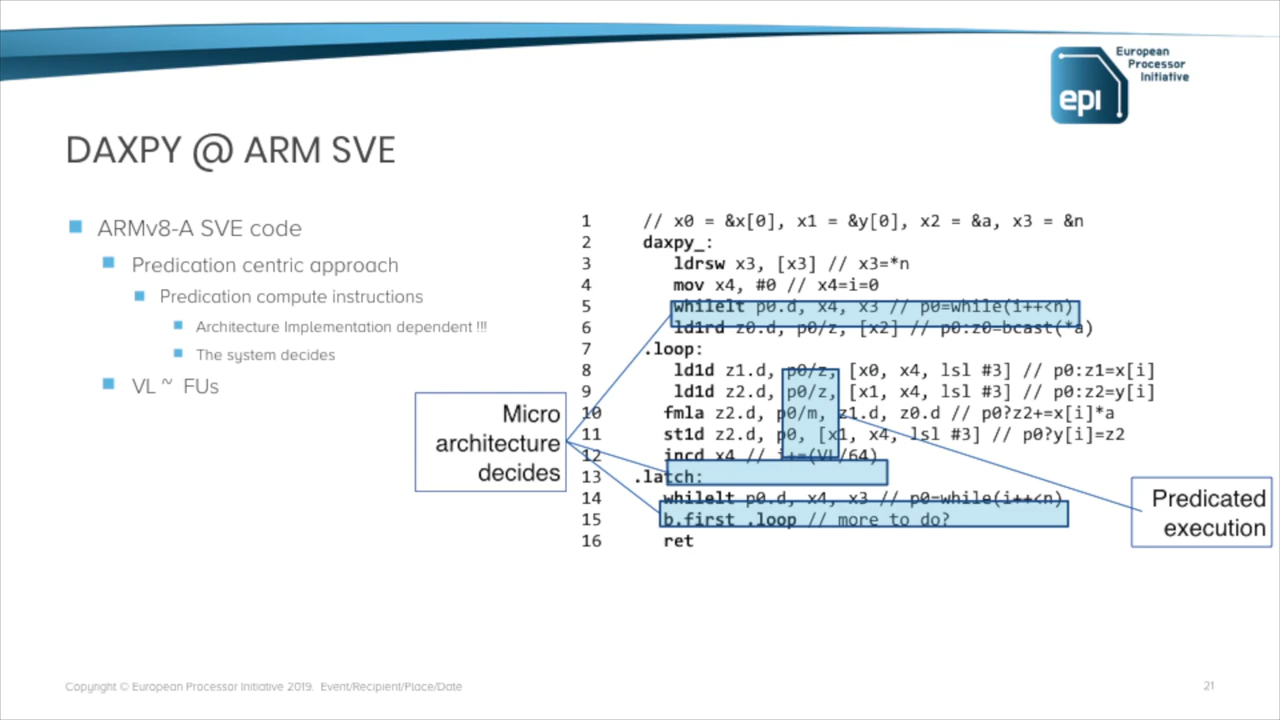 European
Processor
Initiative
epi
DAXPY @ ARM SVE
ARMv8-A SVE code
Predication centric approach
Predication compute instructions
Architecture Implementation dependent !!!
The system decides
VL ~ FUs
Micro
architecture
decides
1 // x0 = &x[0], x1 = &y[0], x2 = &a, x3 = &n
2 daxpy_:
3 ldrsw x3, [x3] // x3=*n
4 mov x4, #0 // x4=i=0
5 whilelt p0.d, x4, x3 // p0=while(i++<n)
6 ld1rd z0.d, p0/z, [x2] // p0:z0=bcast(*a)
7 .loop:
8 ld1d z1.d, p0/z, [x0, x4, lsl #3] // p0:z1=x[i]
9 ld1d z2.d, p0/z, [x1, x4, lsl #3] // p0:z2=y[i]
10 fmla z2.d, p0/m, z1.d, z0.d // p0?z2+=x[i]*a
11 st1d z2.d, p0, [x1, x4, lsl #3] // p0?y[i]=z2
12 incd x4 // i+=(VL/64)
13 .latch:
14 whilelt p0.d, x4, x3 // p0=while(i++<n)
15 b.first .loop // more to do?
16 ret
Predicated
execution
Copyright © European Processor Initiative 2019. Event/Recipient/Place/Date
21